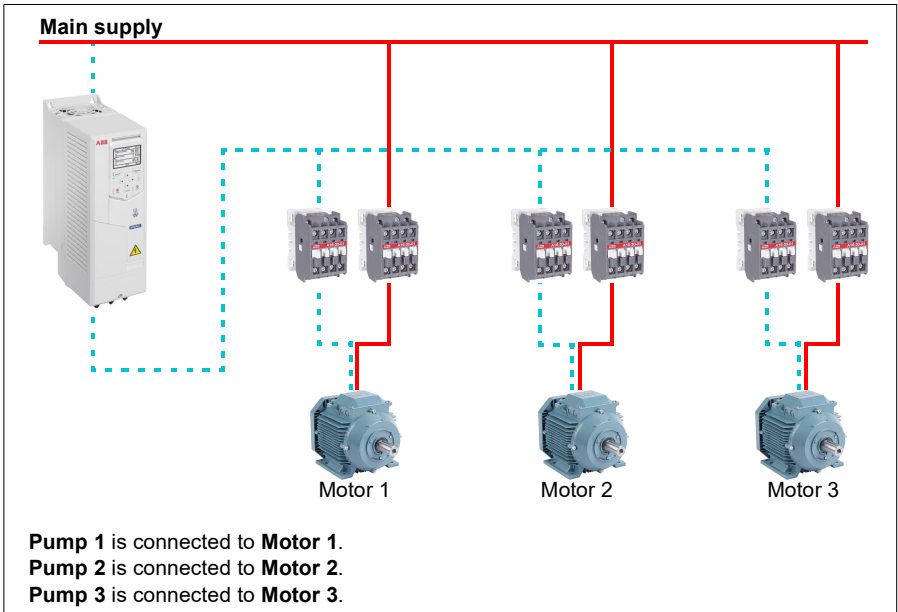 Main supply
ABB
Motor 1
Motor 2
Motor 3
Pump 1 is connected to Motor 1.
Pump 2 is connected to Motor 2.
Pump 3 is connected to Motor 3.